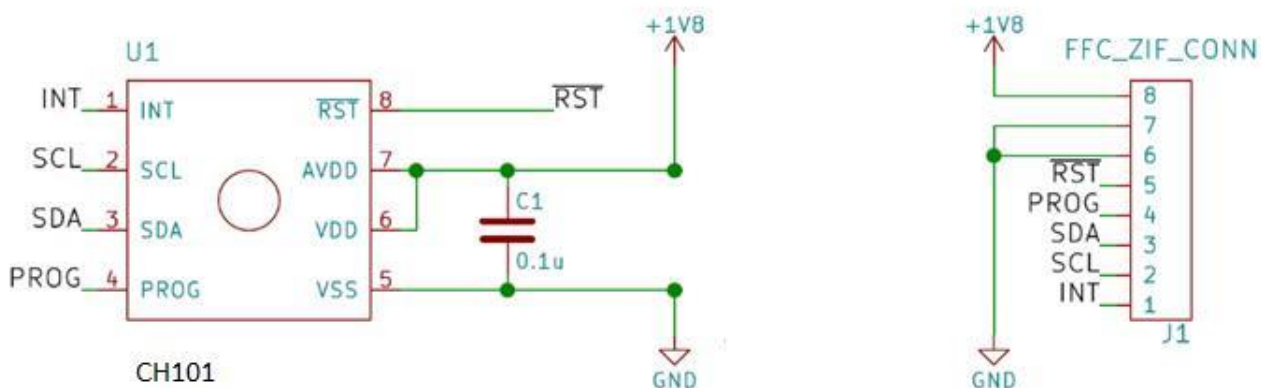 U1
INT 1 INT
SCL 2 SCL
SDA 3 SDA
PROG 4 PROG
RST 8 RST
AVDD 7
VDD 6
VSS 5
CH101
+1V8
C1
0.1u
GND
+1V8
FFC_ZIF_CONN
8
7
6
RST 5
PROG 4
SDA 3
SCL 2
INT 1
J1
GND